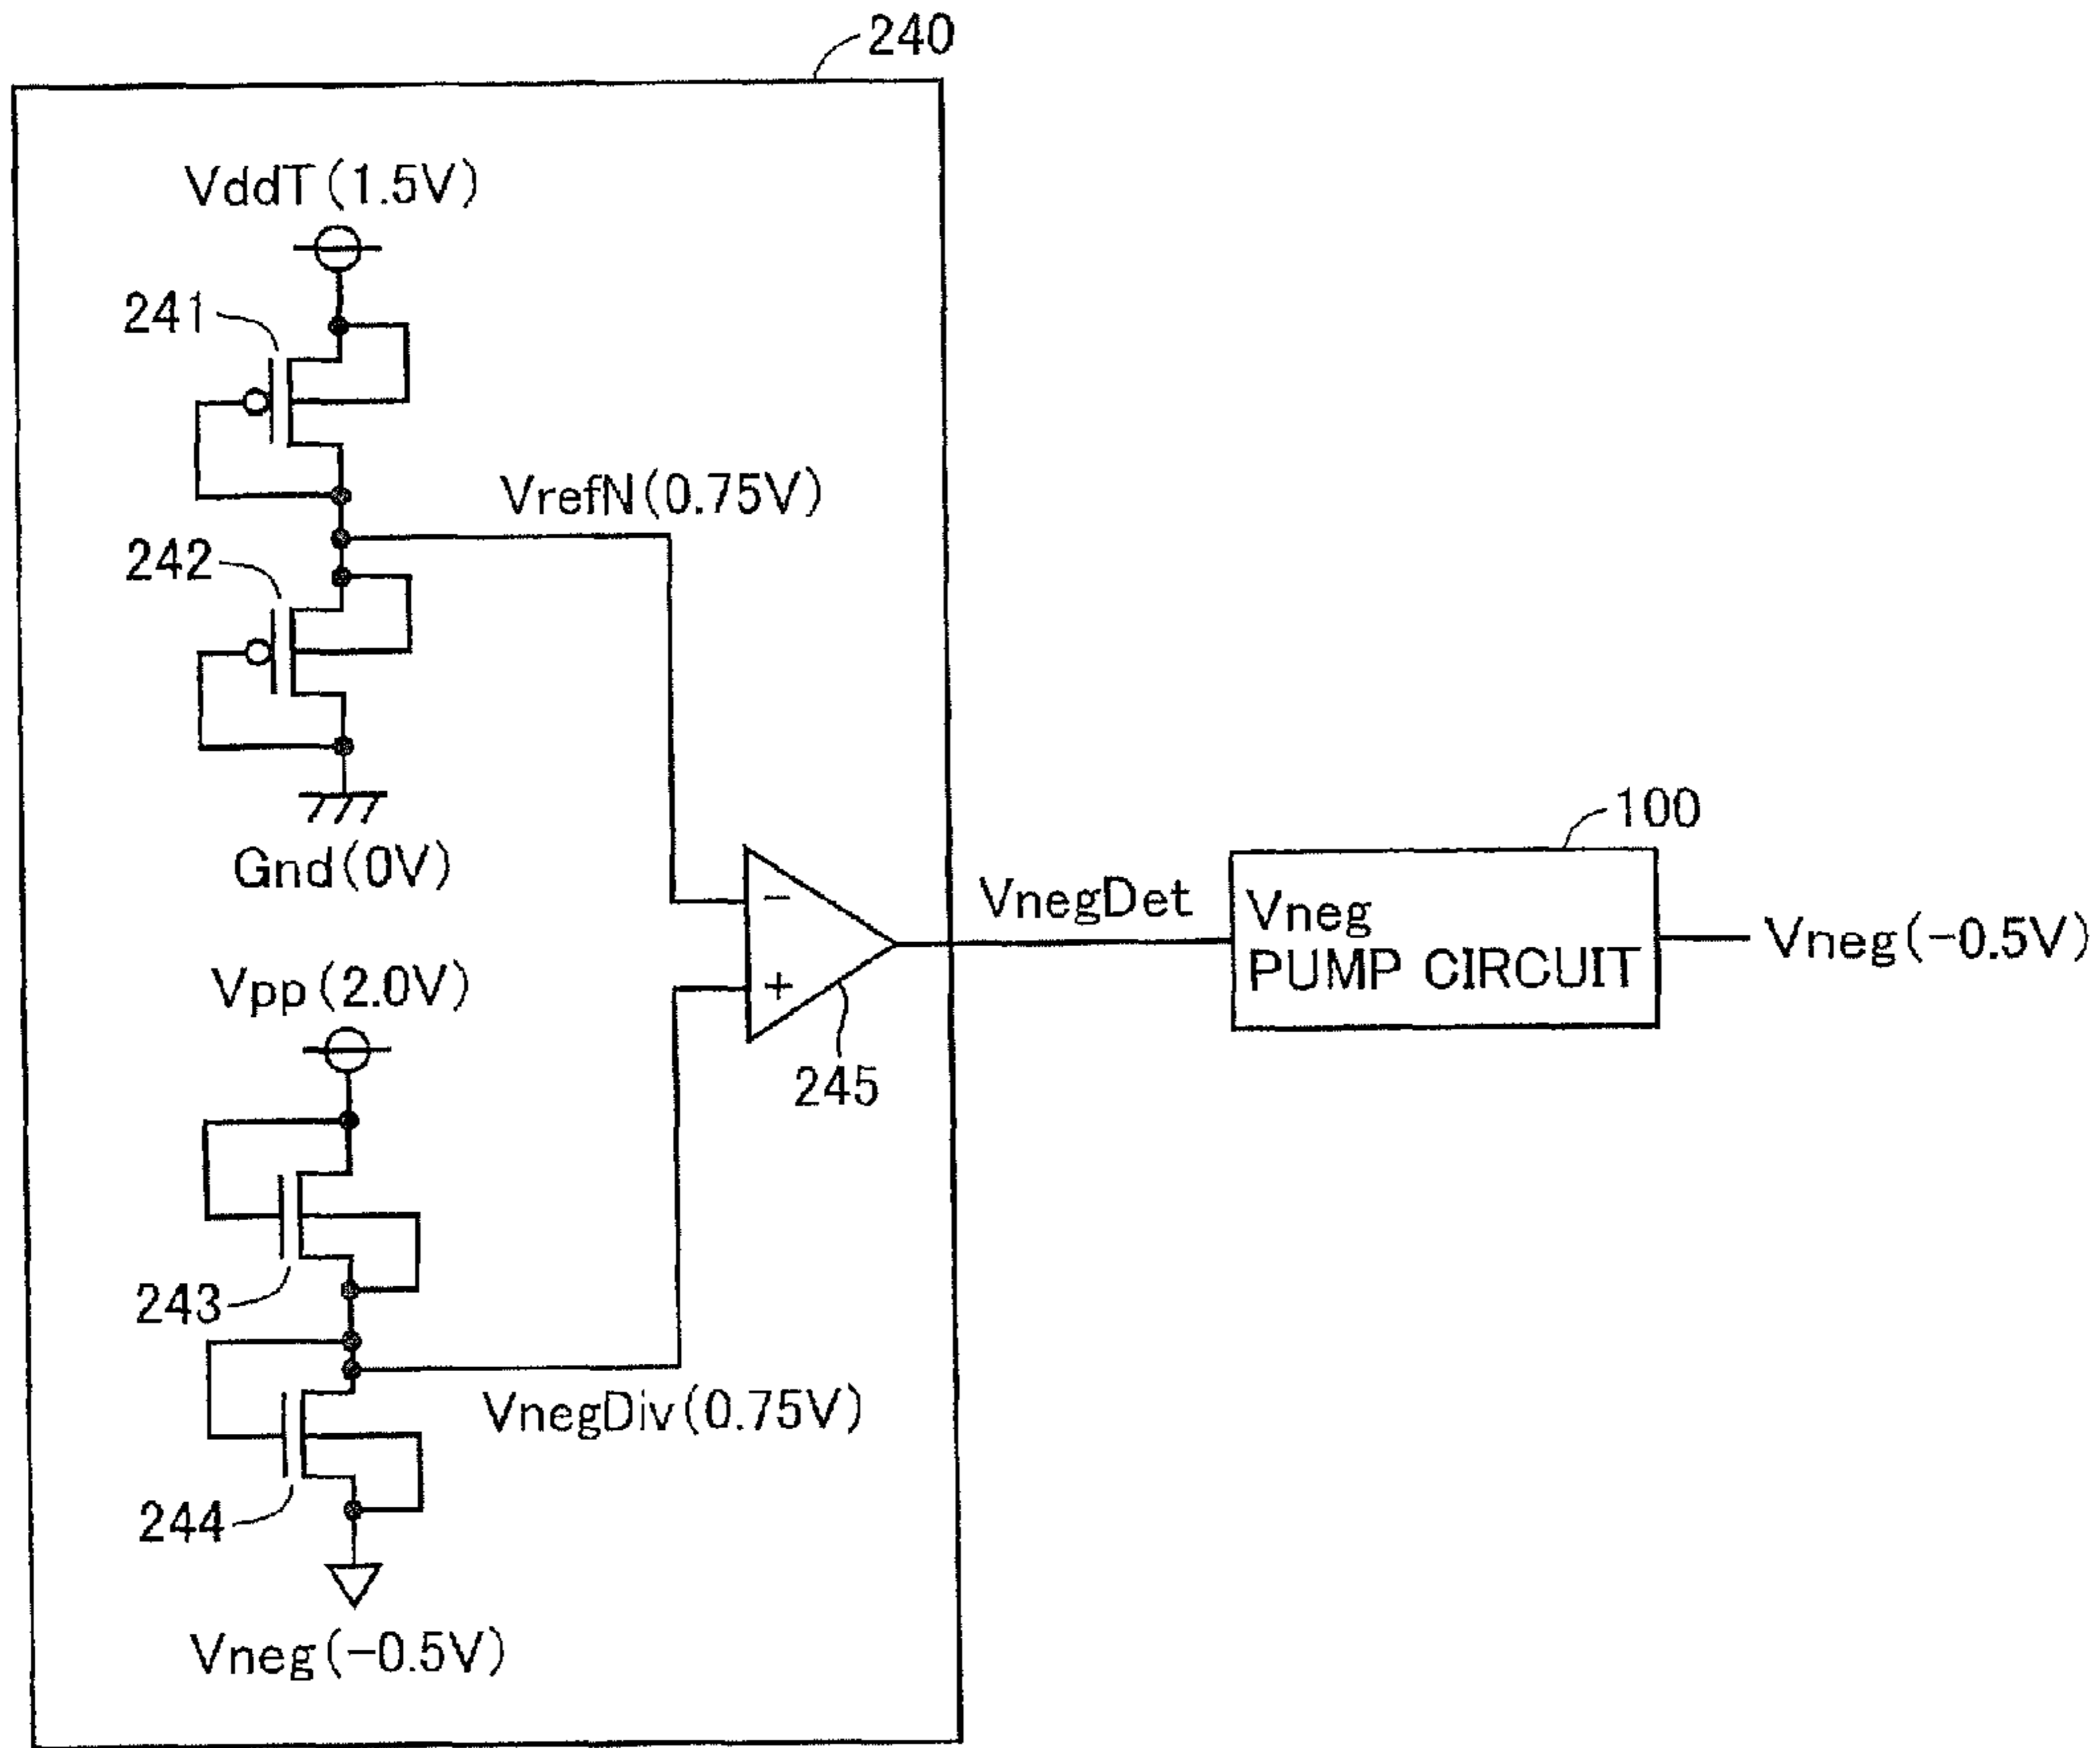 240
VddT(1.5V)
241
VrefN(0.75V)
242
Gnd(0V)
100
−
VnegDet
Vneg
PUMP CIRCUIT
Vneg(−0.5V)
Vpp(2.0V)
+
245
243
VnegDiv(0.75V)
244
Vneg(−0.5V)